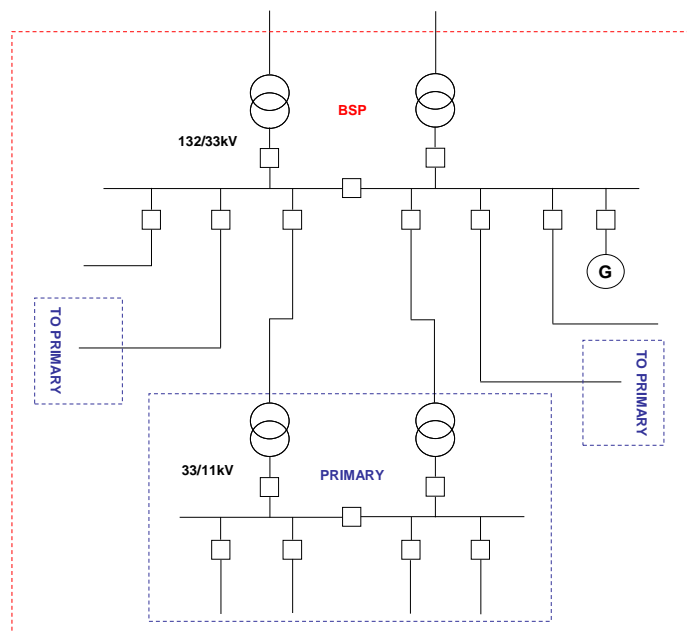 BSP
132/33kV
G
TO PRIMARY
TO PRIMARY
33/11kV
PRIMARY